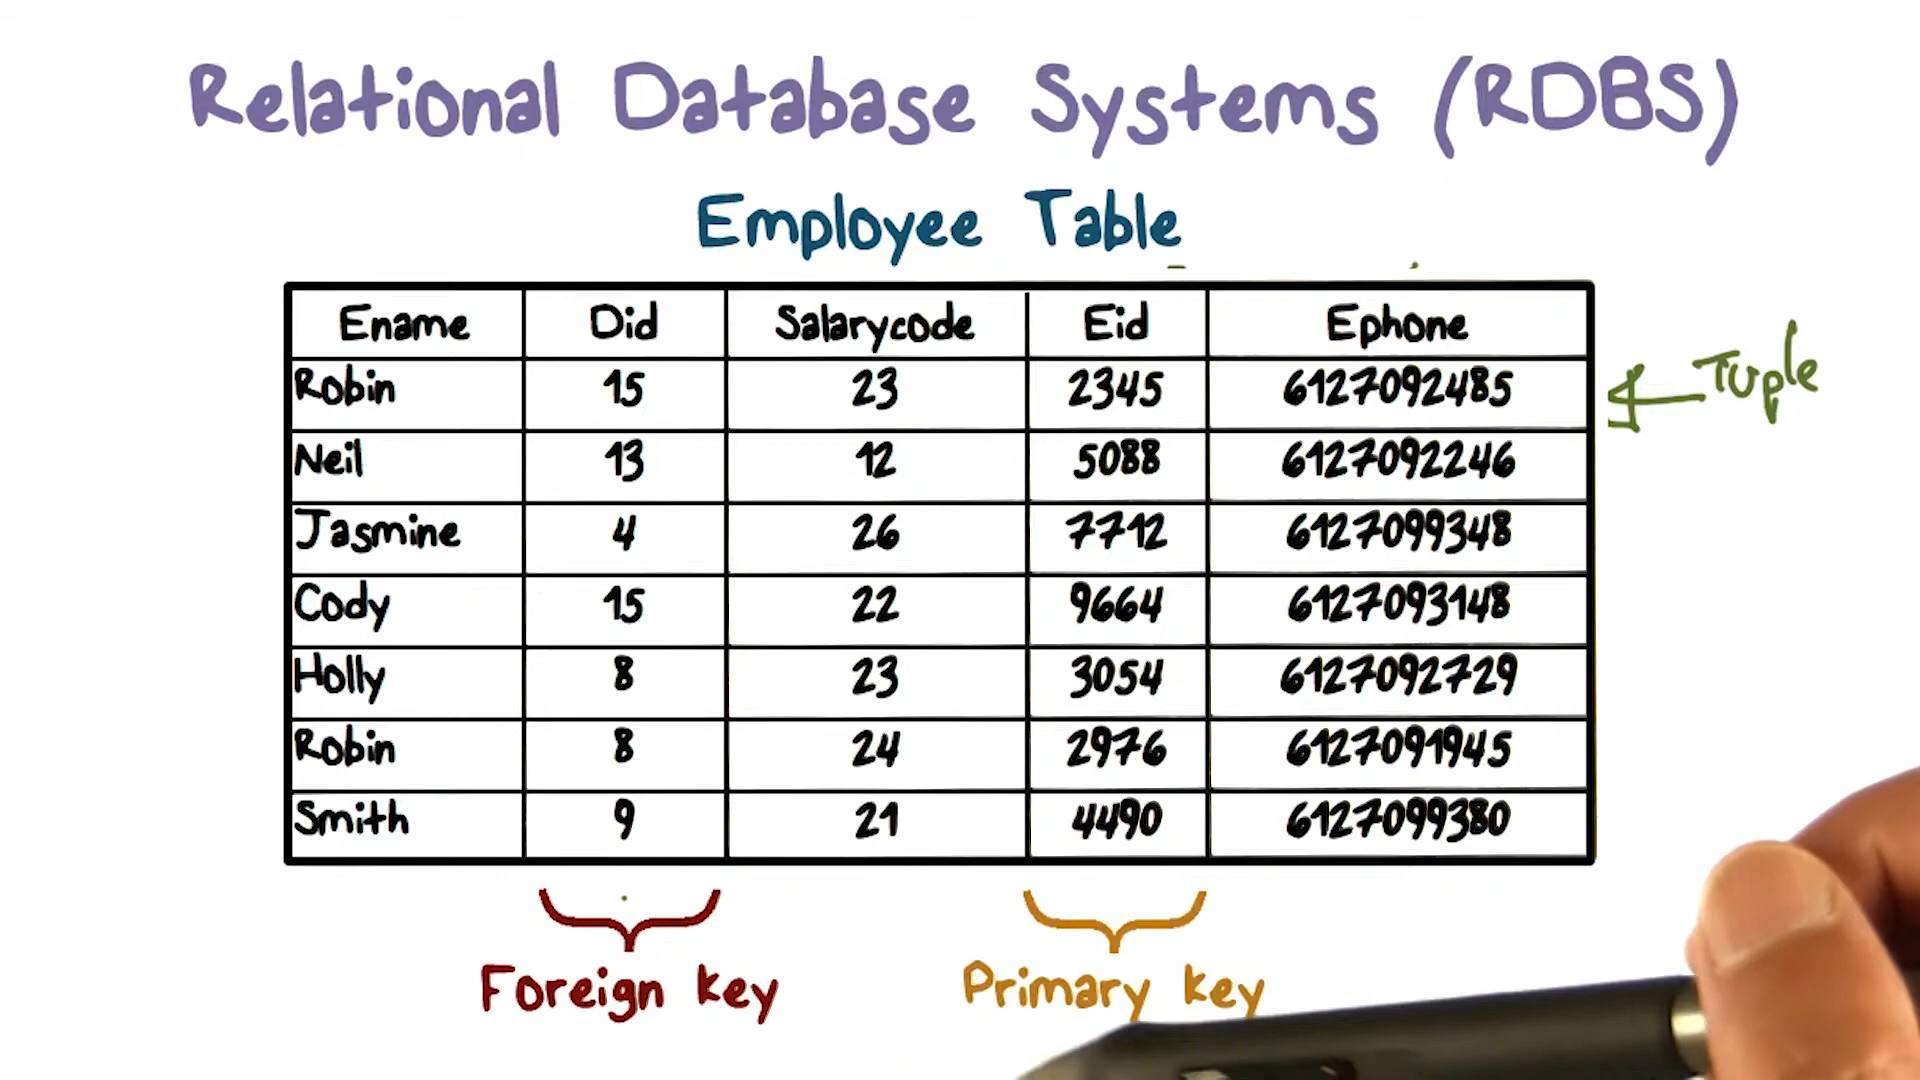 Relational Database Systems (RDBS)
Employee Table
Ename Did Salarycode Eid Ephone
Robin 15 23 2345 6127092485
Tuple
Neil 13 12 5088 6127092246
Jasmine 4 26 7712 6127099348
Cody 15 22 9664 6127093148
Holly 8 23 3054 6127092729
Robin 8 24 2976 6127091945
Smith 9 21 4490 6127099380
Foreign key Primary key